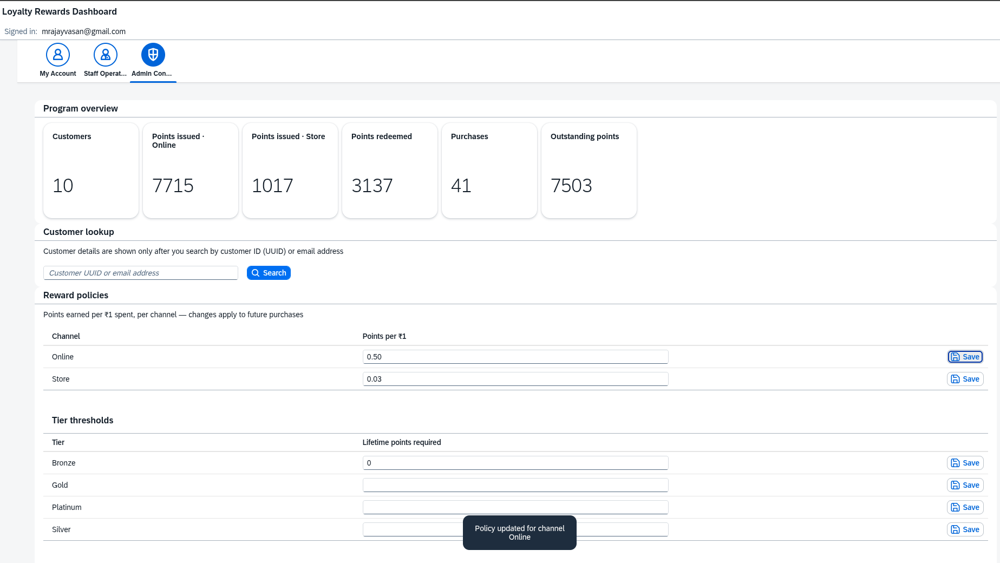 Loyalty Rewards Dashboard
Signed in: mrajayvasan@gmail.com
My Account
Staff Operat...
Admin Con...
Program overview
Customers
10
Points issued ·
Online
7715
Points issued · Store
1017
Points redeemed
3137
Purchases
41
Outstanding points
7503
Customer lookup
Customer details are shown only after you search by customer ID (UUID) or email address
Customer UUID or email address
Search
Reward policies
Points earned per ₹1 spent, per channel — changes apply to future purchases
Channel Points per ₹1
Online 0.50 Save
Store 0.03 Save
Tier thresholds
Tier Lifetime points required
Bronze 0 Save
Gold Save
Platinum Save
Silver Save
Policy updated for channel
Online